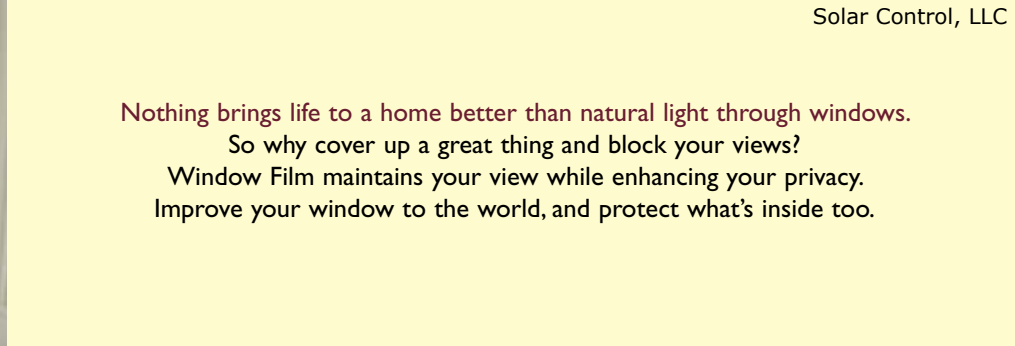 Solar Control, LLC
Nothing brings life to a home better than natural light through windows.
So why cover up a great thing and block your views?
Window Film maintains your view while enhancing your privacy.
Improve your window to the world, and protect what's inside too.